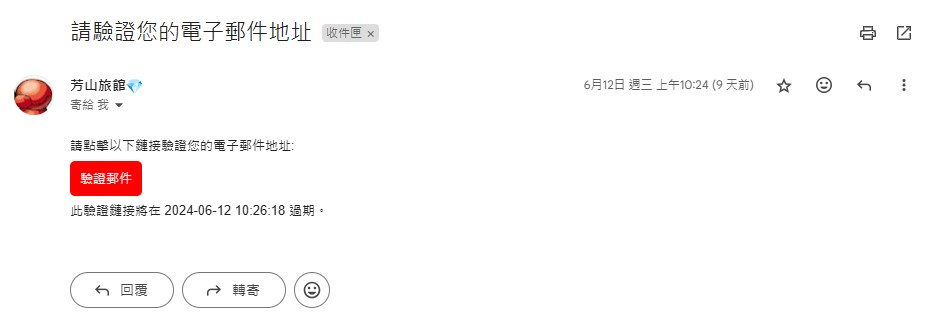 請驗證您的電子郵件地址 收件匣 ×
芳山旅館💎 6月12日 週三 上午10:24 (9 天前)
寄給 我
請點擊以下鏈接驗證您的電子郵件地址:
驗證郵件
此驗證鏈接將在 2024-06-12 10:26:18 過期。
回覆 轉寄